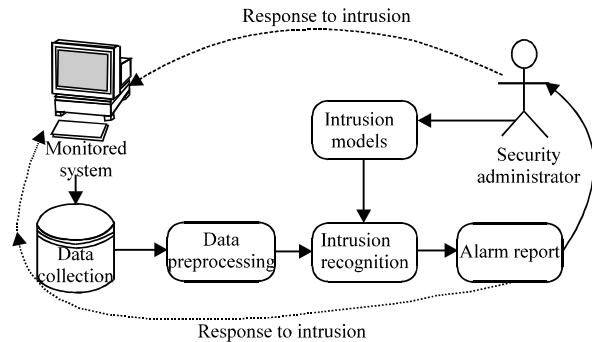 Response to intrusion
Monitored
system
Intrusion
models
Security
administrator
Data
collection
Data
preprocessing
Intrusion
recognition
Alarm report
Response to intrusion